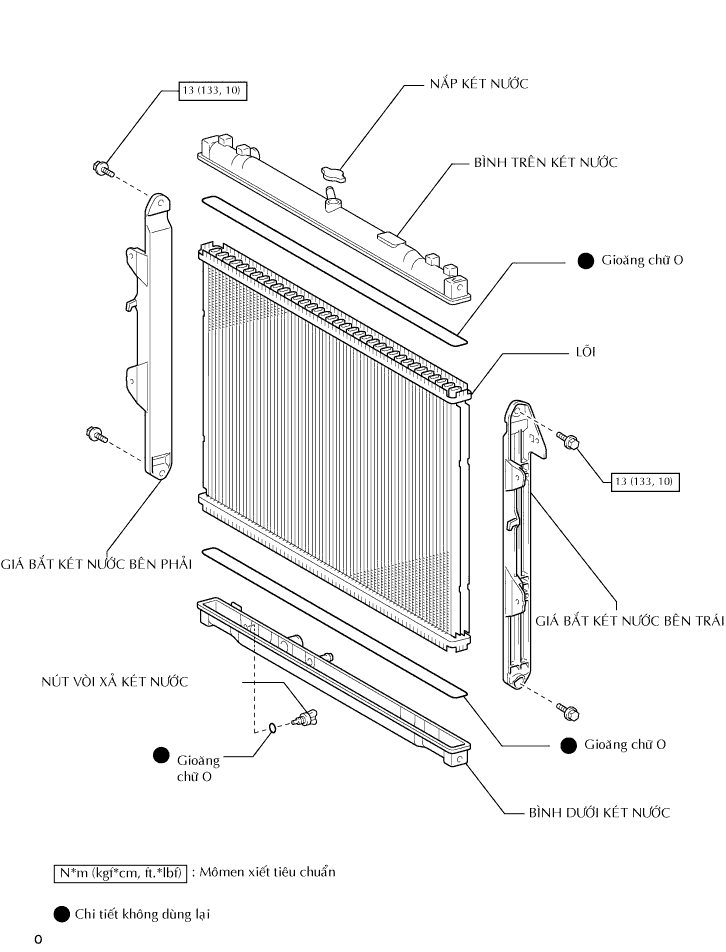 NẮP KÉT NƯỚC
13 (133, 10)
BÌNH TRÊN KÉT NƯỚC
Gioăng chữ O
LÕI
13 (133, 10)
GIÁ BẮT KÉT NƯỚC BÊN PHẢI
GIÁ BẮT KÉT NƯỚC BÊN TRÁI
NÚT VÒI XẢ KÉT NƯỚC
Gioăng chữ O
Gioăng
chữ O
BÌNH DƯỚI KÉT NƯỚC
N*m (kgf*cm, ft.*lbf) : Mômen xiết tiêu chuẩn
Chi tiết không dùng lại
O